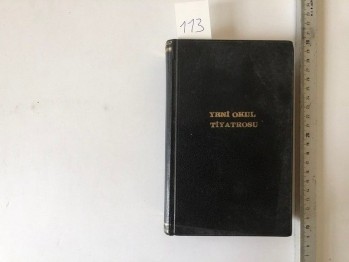 113
YENİ OKUL
TİYATROSU